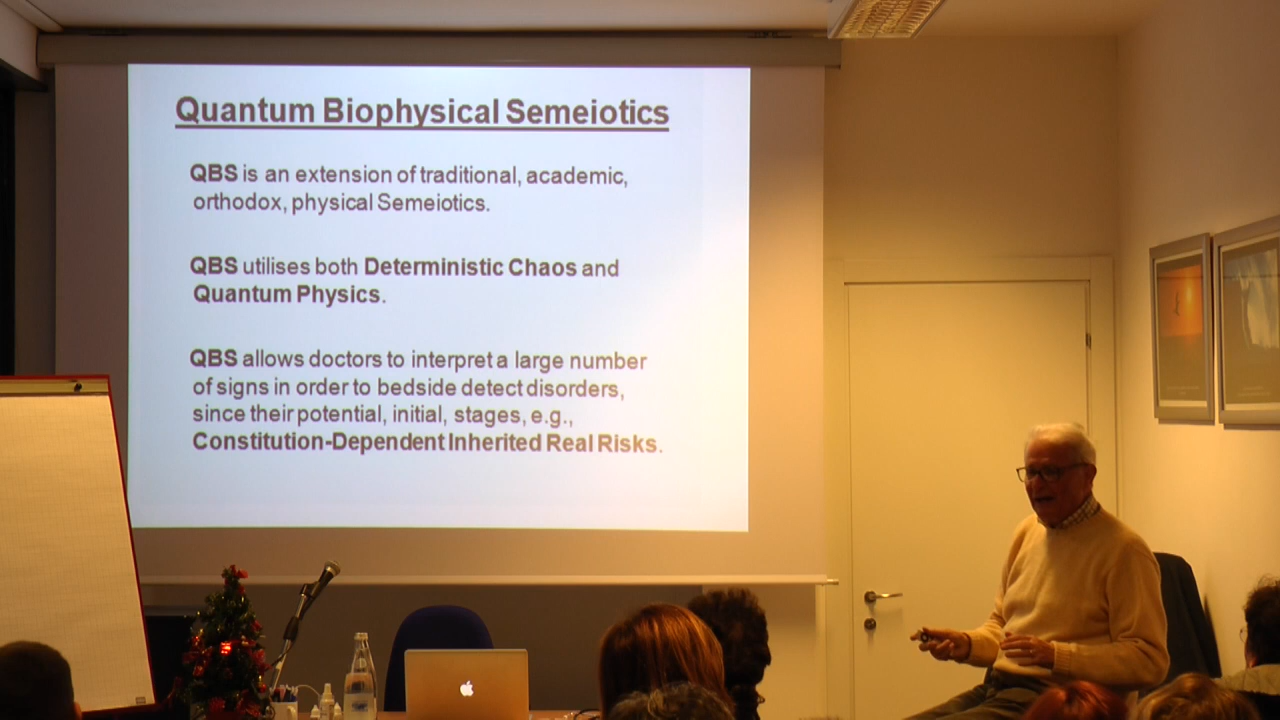 Quantum Biophysical Semeiotics
QBS is an extension of traditional, academic,
orthodox, physical Semeiotics.
QBS utilises both Deterministic Chaos and
Quantum Physics.
QBS allows doctors to interpret a large number
of signs in order to bedside detect disorders,
since their potential, initial, stages, e.g.,
Constitution-Dependent Inherited Real Risks.